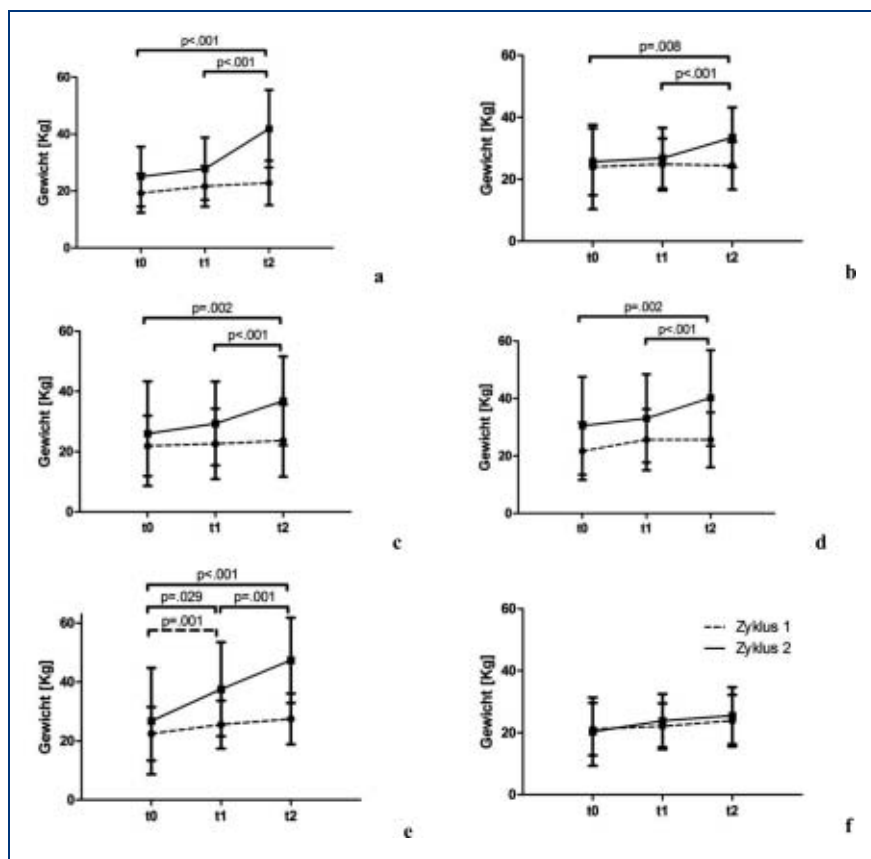 p<.001
p<.001
Gewicht [Kg]
60
40
20
0
t0 t1 t2
a
p=.008
p<.001
Gewicht [Kg]
60
40
20
0
t0 t1 t2
b
p=.002
p<.001
Gewicht [Kg]
60
40
20
0
t0 t1 t2
c
p=.002
p<.001
Gewicht [Kg]
60
40
20
0
t0 t1 t2
d
p<.001
p=.029 p=.001
p=.001
Gewicht [Kg]
60
40
20
0
t0 t1 t2
e
Gewicht [Kg]
60
40
20
0
Zyklus 1
Zyklus 2
t0 t1 t2
f